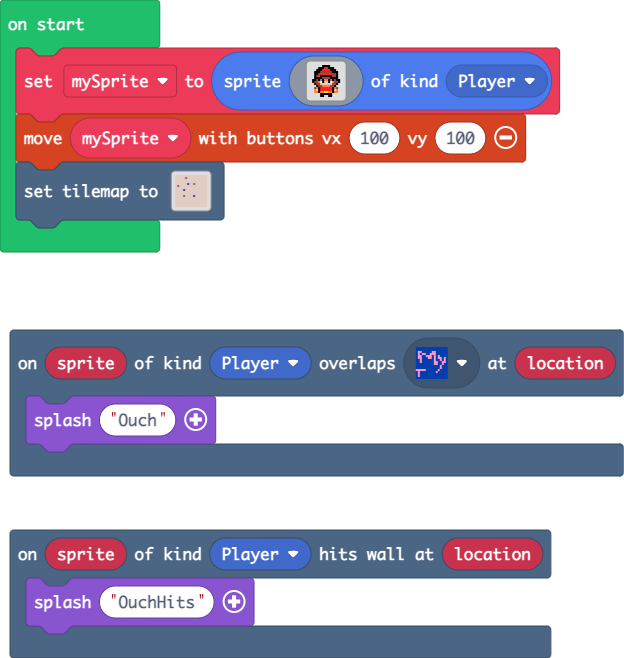 on start
set mySprite to sprite of kind Player
move mySprite with buttons vx 100 vy 100
set tilemap to
on sprite of kind Player overlaps My T at location
splash "Ouch"
on sprite of kind Player hits wall at location
splash "OuchHits"